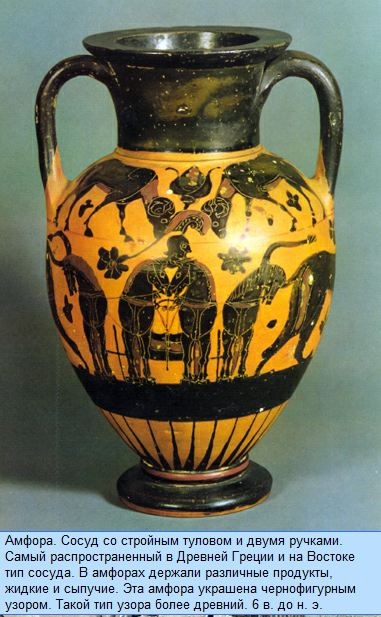 Амфора. Сосуд со стройным туловом и двумя ручками.
Самый распространенный в Древней Греции и на Востоке
тип сосуда. В амфорах держали различные продукты,
жидкие и сыпучие. Эта амфора украшена чернофигурным
узором. Такой тип узора более древний. 6 в. до н. э.